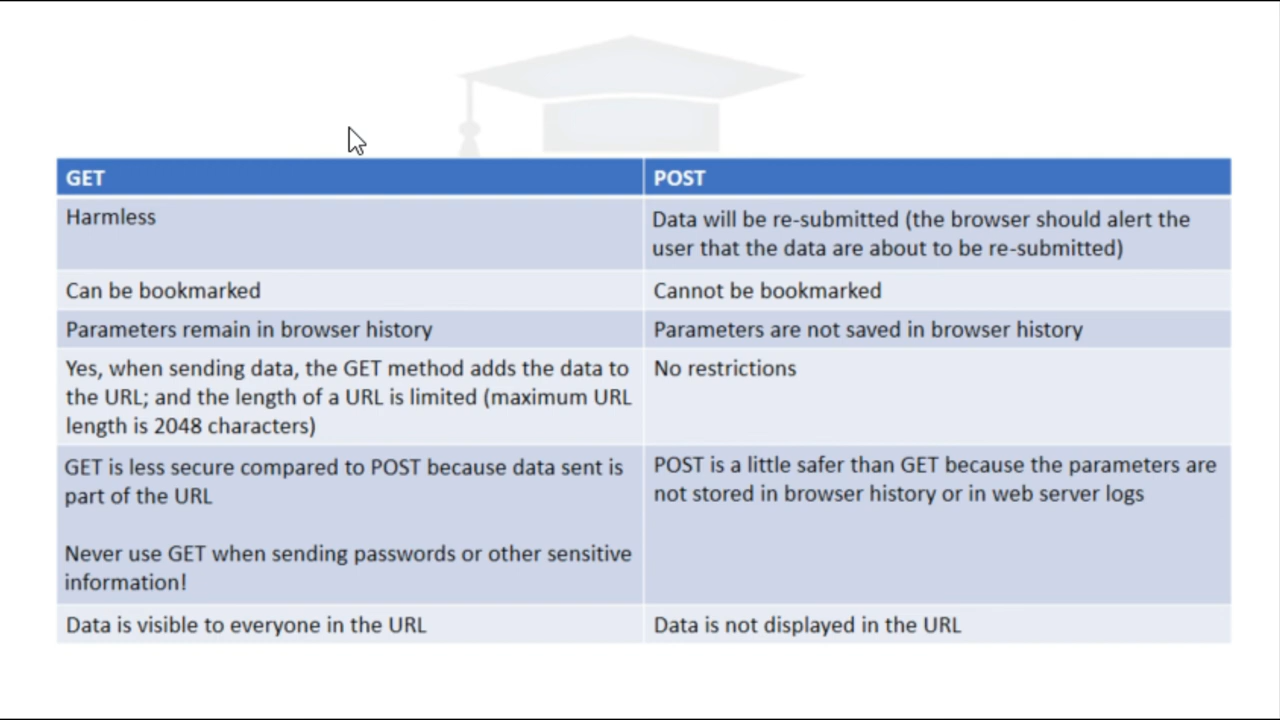 GET
POST
Harmless
Data will be re-submitted (the browser should alert the
user that the data are about to be re-submitted)
Can be bookmarked
Cannot be bookmarked
Parameters remain in browser history
Parameters are not saved in browser history
Yes, when sending data, the GET method adds the data to
the URL; and the length of a URL is limited (maximum URL
length is 2048 characters)
No restrictions
GET is less secure compared to POST because data sent is
part of the URL
Never use GET when sending passwords or other sensitive
information!
POST is a little safer than GET because the parameters are
not stored in browser history or in web server logs
Data is visible to everyone in the URL
Data is not displayed in the URL